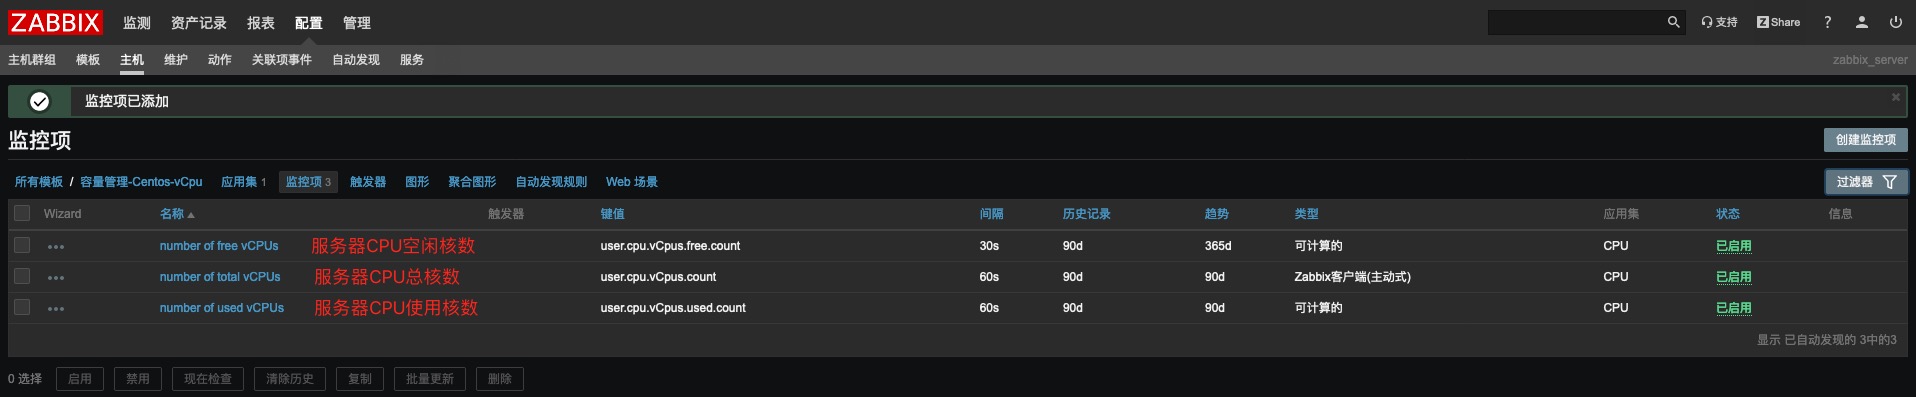 ZABBIX 监测 资产记录 报表 配置 管理 支持 Z Share ?
主机群组 模板 主机 维护 动作 关联项事件 自动发现 服务 zabbix_server
监控项已添加
监控项 创建监控项
所有模板 / 容量管理-Centos-vCpu 应用集 1 监控项 3 触发器 图形 聚合图形 自动发现规则 Web 场景 过滤器
Wizard 名称 触发器 键值 间隔 历史记录 趋势 类型 应用集 状态 信息
number of free vCPUs 服务器CPU空闲核数 user.cpu.vCpus.free.count 30s 90d 365d 可计算的 CPU 已启用
number of total vCPUs 服务器CPU总核数 user.cpu.vCpus.count 60s 90d 90d Zabbix客户端(主动式) CPU 已启用
number of used vCPUs 服务器CPU使用核数 user.cpu.vCpus.used.count 60s 90d 90d 可计算的 CPU 已启用
显示 已自动发现的 3中的3
0 选择 启用 禁用 现在检查 清除历史 复制 批量更新 删除